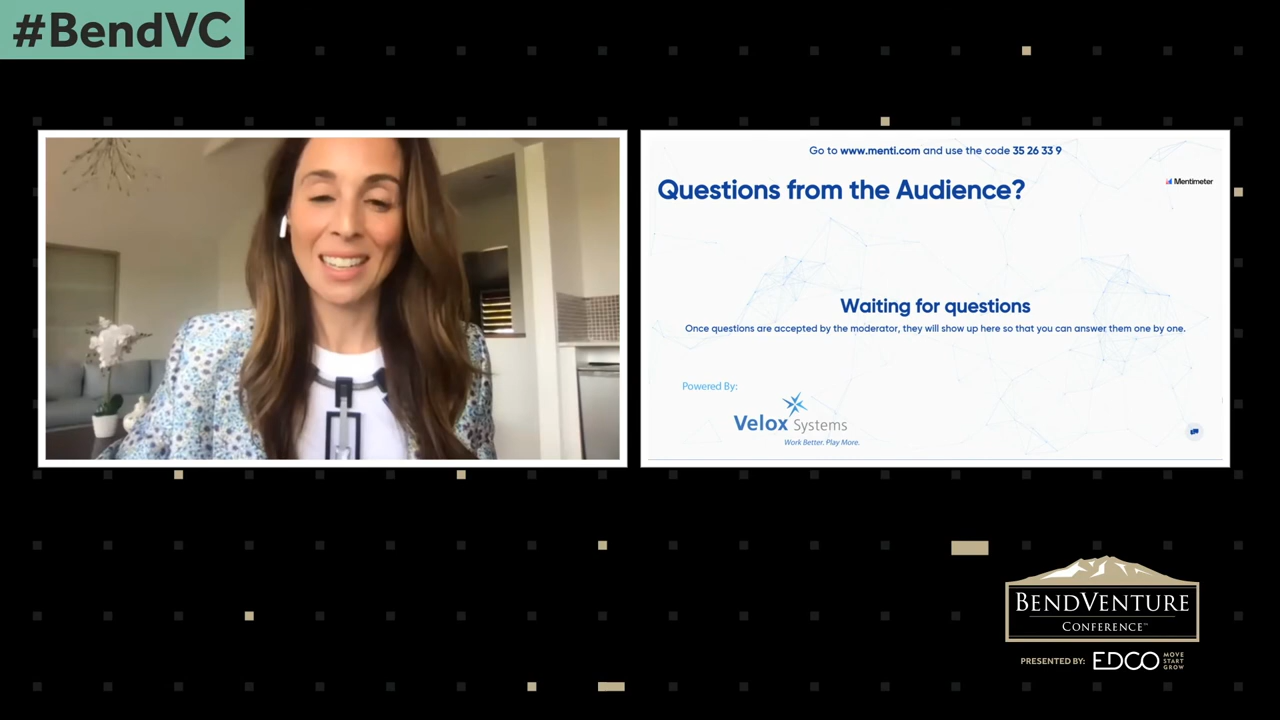 #BendVC
Go to www.menti.com and use the code 35 26 33 9
Questions from the Audience?
Mentimeter
Waiting for questions
Once questions are accepted by the moderator, they will show up here so that you can answer them one by one.
Powered By:
Velox Systems
Work Better. Play More.
BENDVENTURE
CONFERENCE™
PRESENTED BY: EDCO MOVE
START
GROW